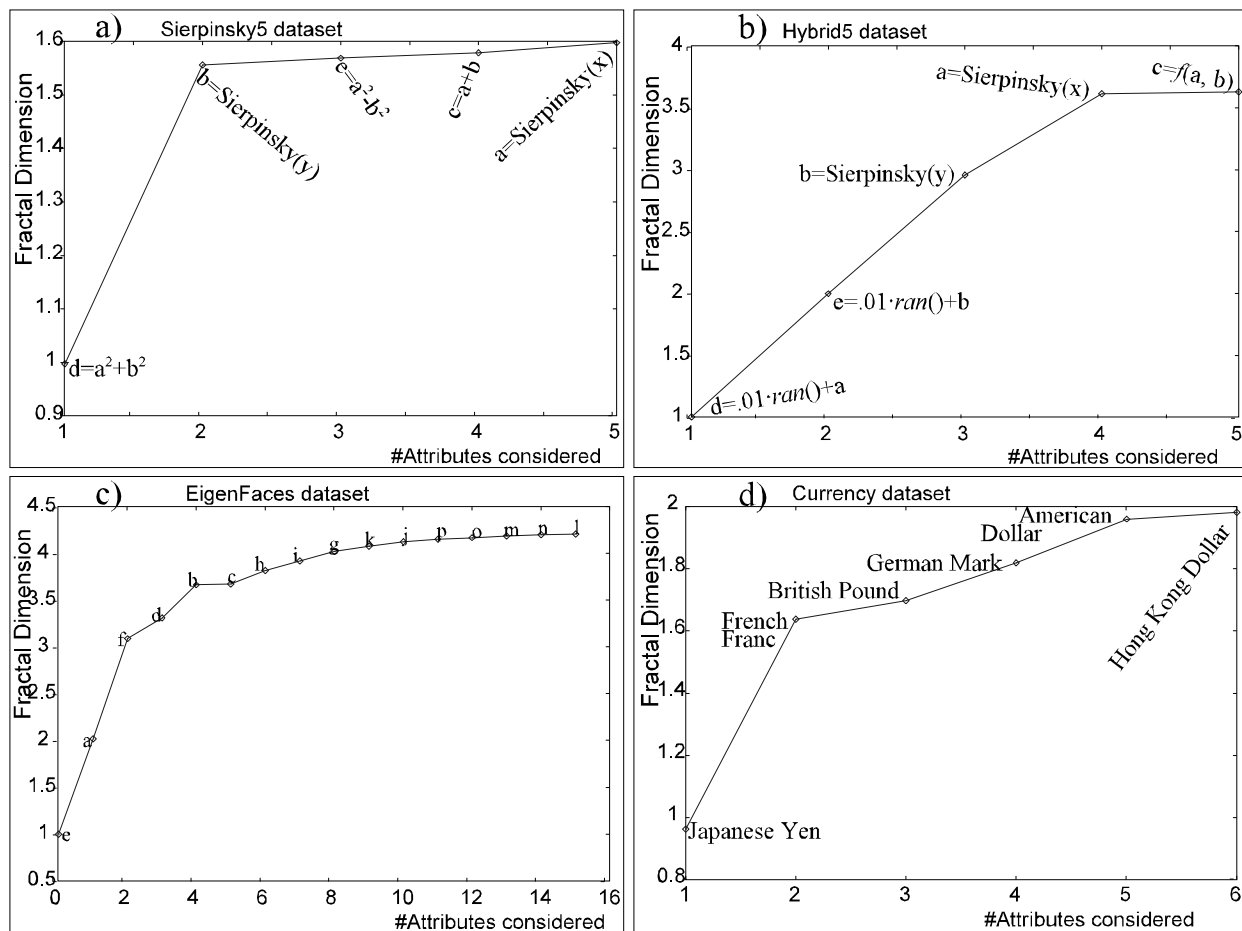 a)
Sierpinsky5 dataset
Fractal Dimension
1.6
1.5
1.4
1.3
1.2
1.1
1
0.9
b=Sierpinsky(y)
e=a²-b²
c=a+b
a=Sierpinsky(x)
d=a²+b²
1 2 3 4 5
#Attributes considered
b)
Hybrid5 dataset
Fractal Dimension
4
3.5
3
2.5
2
1.5
1
a=Sierpinsky(x)
c=f(a, b)
b=Sierpinsky(y)
e=.01·ran()+b
d=.01·ran()+a
1 2 3 4 5
#Attributes considered
c)
EigenFaces dataset
Fractal Dimension
4.5
4
3.5
3
2.5
2
1.5
1
0.5
e a f d b c h i g k j p o m n l
0 2 4 6 8 10 12 14 16
#Attributes considered
d)
Currency dataset
Fractal Dimension
2
1.8
1.6
1.4
1.2
1
0.8
American
Dollar
German Mark
British Pound
French
Franc
Hong Kong Dollar
Japanese Yen
1 2 3 4 5 6
#Attributes considered